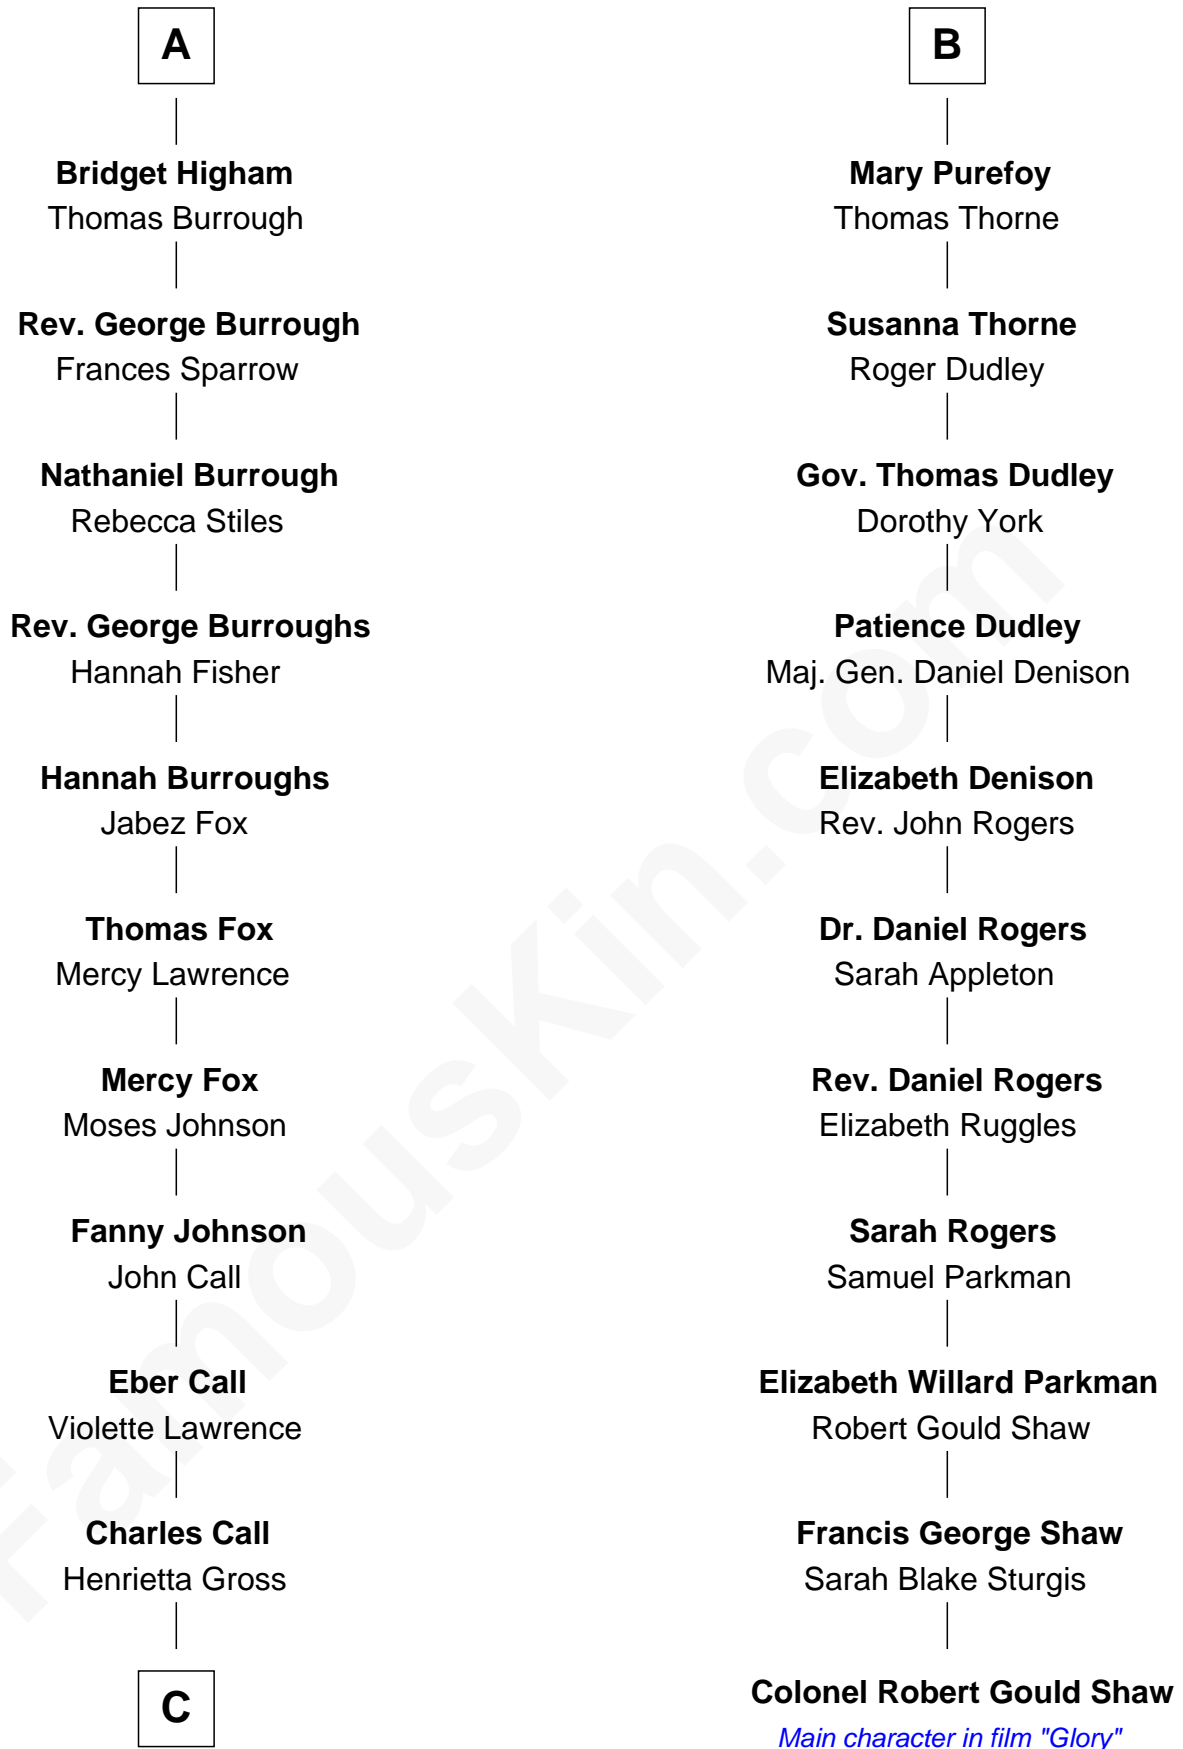 A
Bridget Higham
Thomas Burrough
Rev. George Burrough
Frances Sparrow
Nathaniel Burrough
Rebecca Stiles
Rev. George Burroughs
Hannah Fisher
Hannah Burroughs
Jabez Fox
Thomas Fox
Mercy Lawrence
Mercy Fox
Moses Johnson
Fanny Johnson
John Call
Eber Call
Violette Lawrence
Charles Call
Henrietta Gross
C
B
Mary Purefoy
Thomas Thorne
Susanna Thorne
Roger Dudley
Gov. Thomas Dudley
Dorothy York
Patience Dudley
Maj. Gen. Daniel Denison
Elizabeth Denison
Rev. John Rogers
Dr. Daniel Rogers
Sarah Appleton
Rev. Daniel Rogers
Elizabeth Ruggles
Sarah Rogers
Samuel Parkman
Elizabeth Willard Parkman
Robert Gould Shaw
Francis George Shaw
Sarah Blake Sturgis
Colonel Robert Gould Shaw
Main character in film "Glory"
FamousKin.com